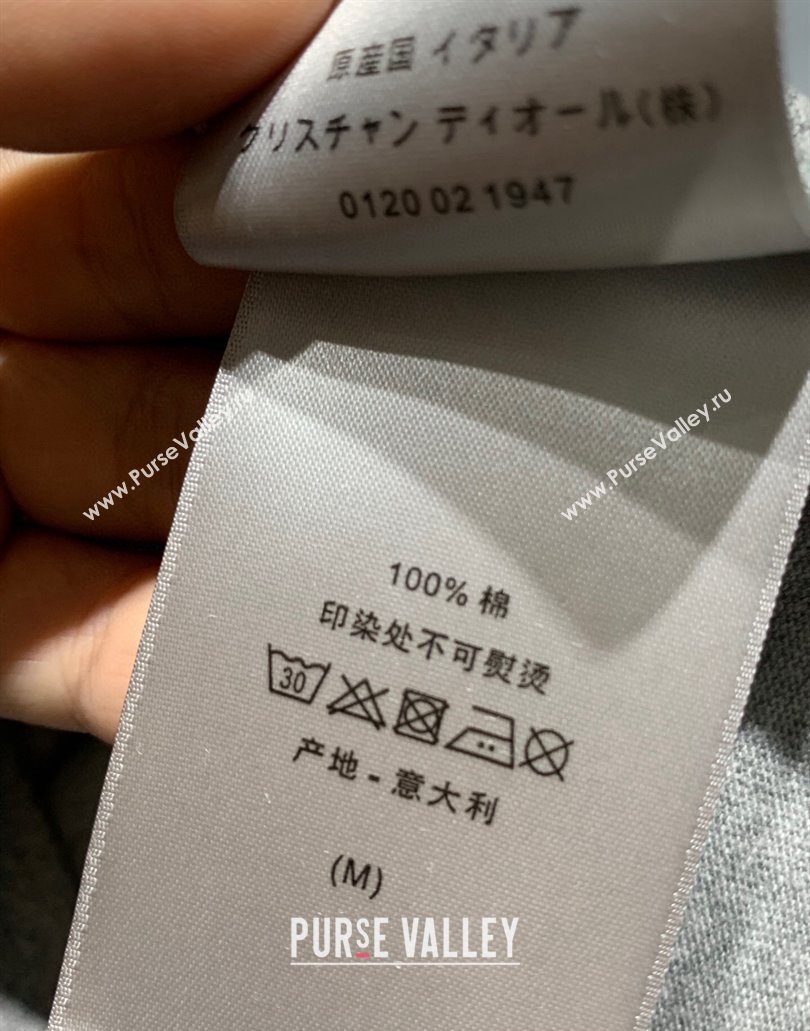 原産国 イタリア
クリスチャン ディオール(株)
0120 02 1947
www.PurseValley.ru
www.PurseValley.ru
100% 棉
印染处不可熨烫
30
产地 - 意大利
(M)
PURSE VALLEY